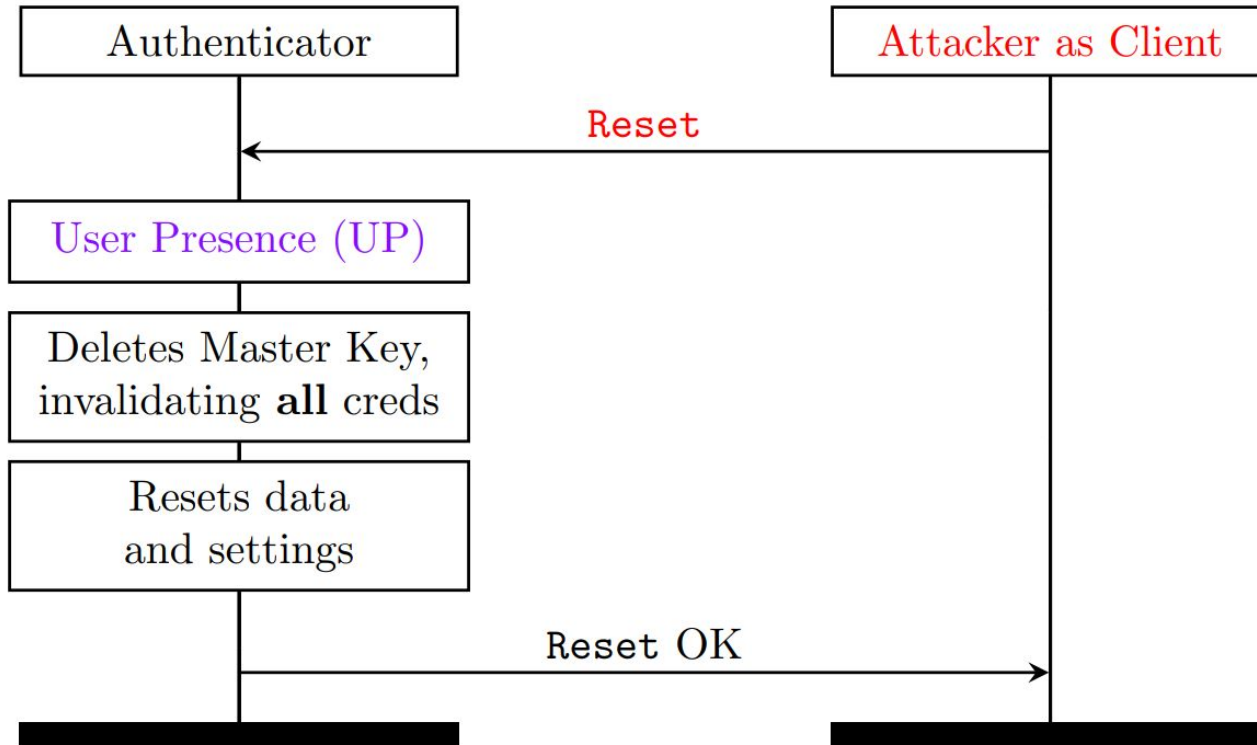 Authenticator
Attacker as Client
Reset
User Presence (UP)
Deletes Master Key,
invalidating all creds
Resets data
and settings
Reset OK